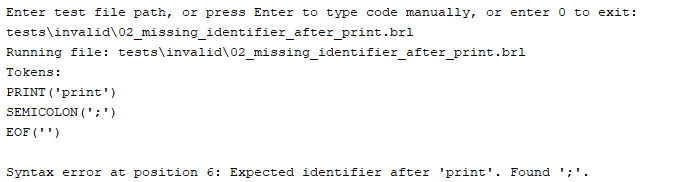 Enter test file path, or press Enter to type code manually, or enter 0 to exit:
tests\invalid\02_missing_identifier_after_print.brl
Running file: tests\invalid\02_missing_identifier_after_print.brl
Tokens:
PRINT('print')
SEMICOLON(';')
EOF('')
Syntax error at position 6: Expected identifier after 'print'. Found ';'.